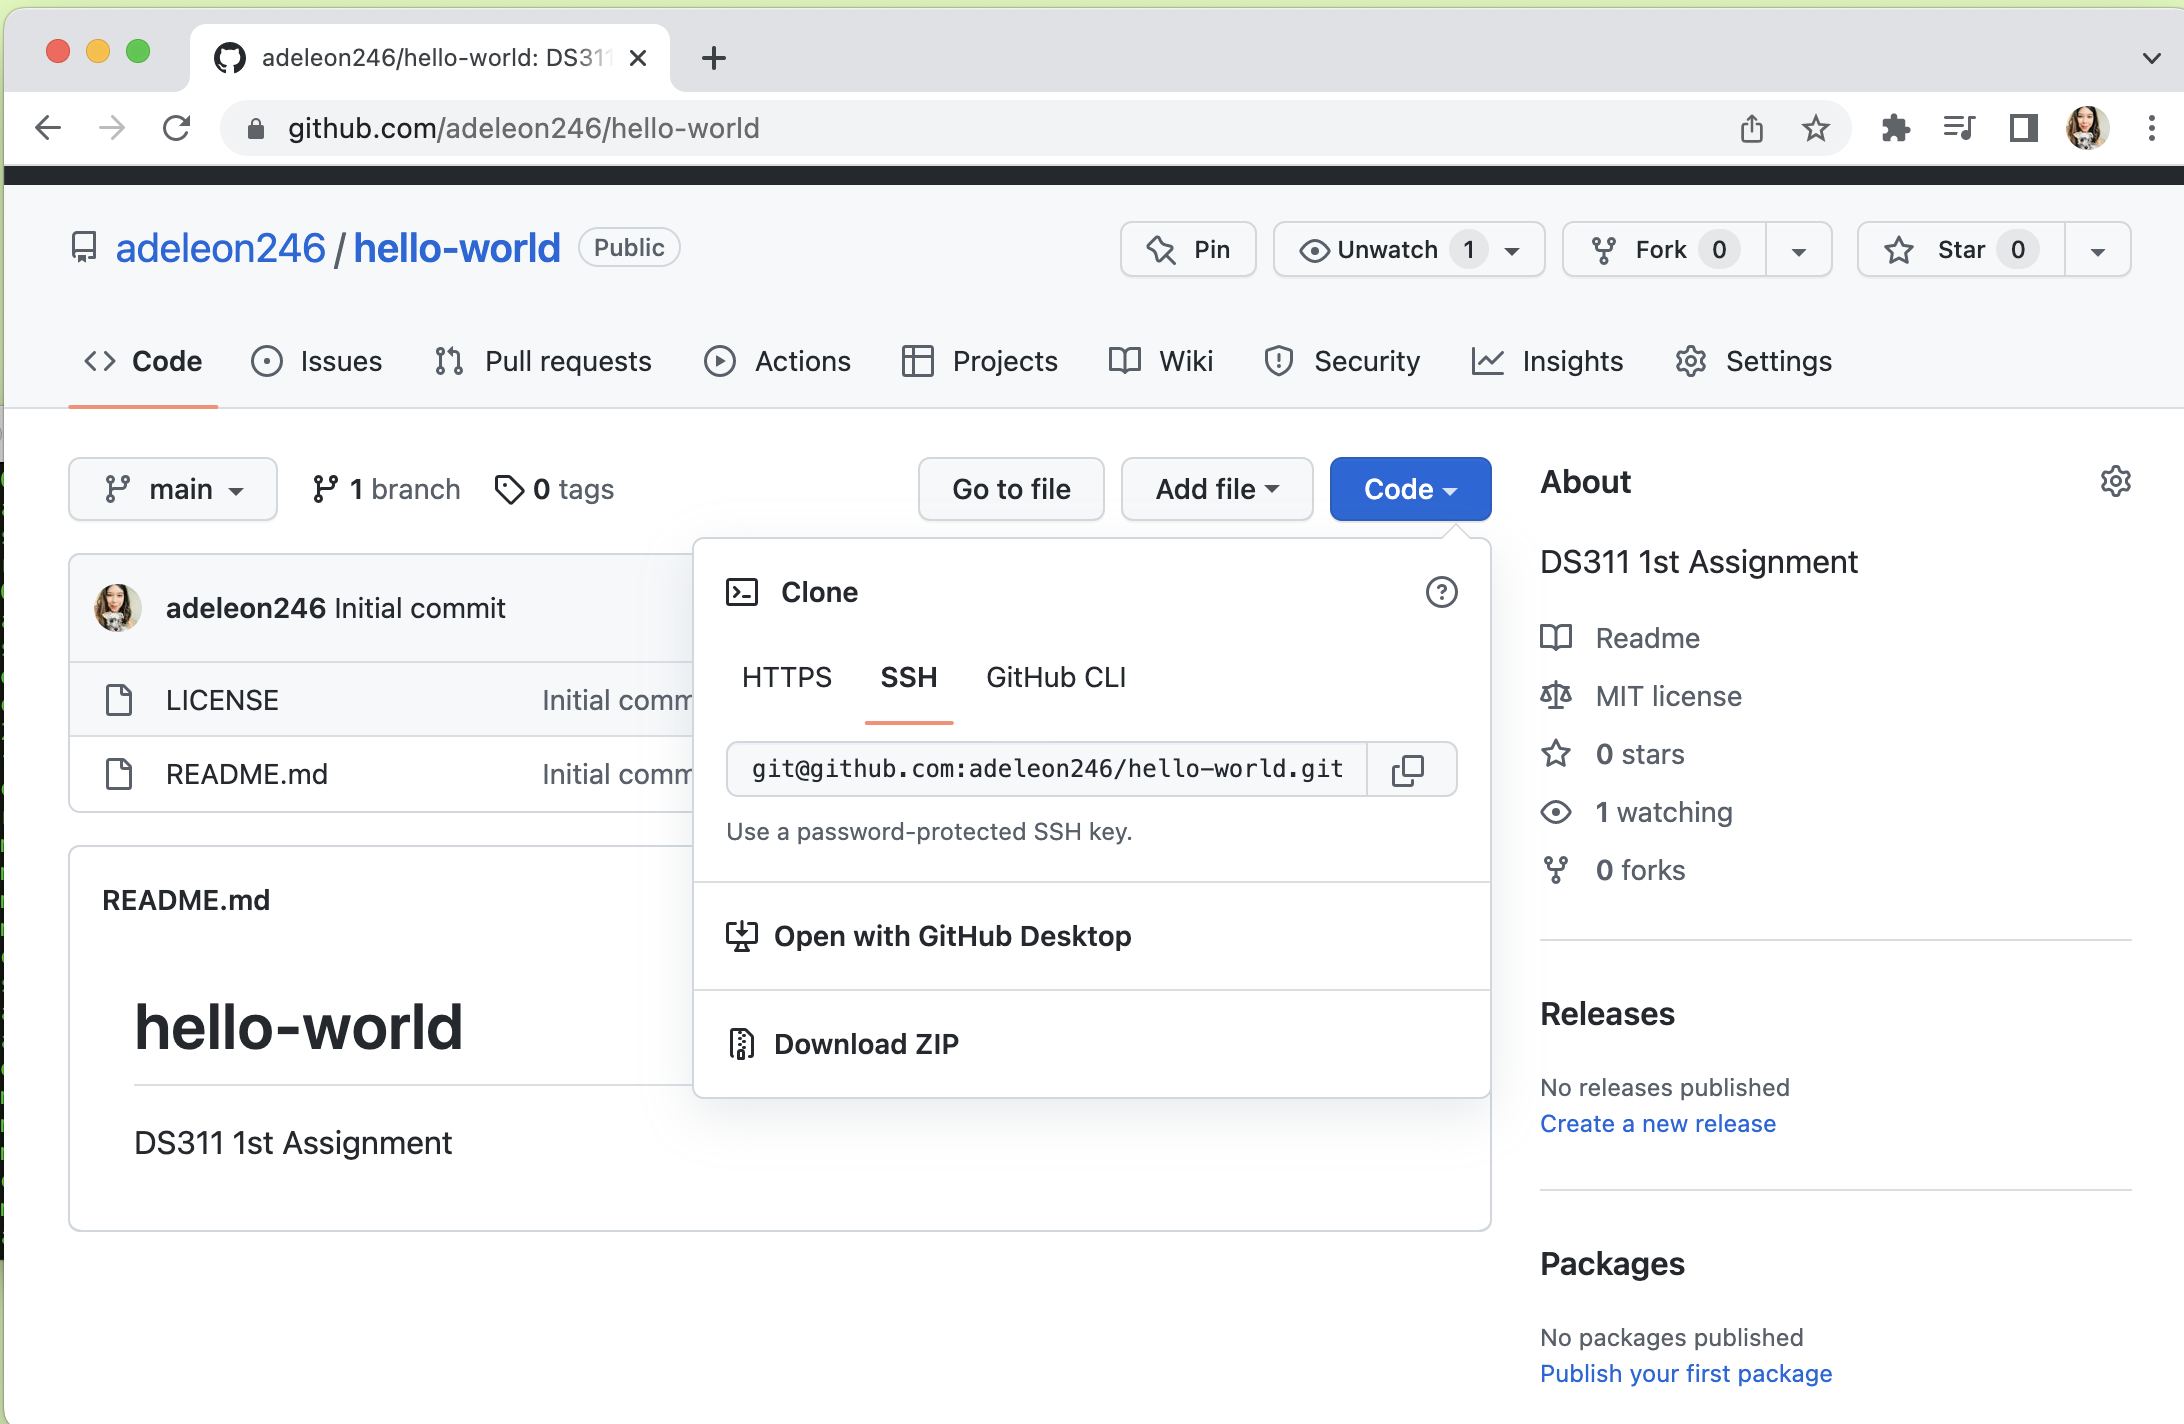 adeleon246/hello-world: DS311
github.com/adeleon246/hello-world
adeleon246 / hello-world Public
Pin Unwatch 1 Fork 0 Star 0
Code Issues Pull requests Actions Projects Wiki Security Insights Settings
main 1 branch 0 tags Go to file Add file Code
adeleon246 Initial commit
LICENSE Initial comm
README.md Initial comm
README.md
hello-world
DS311 1st Assignment
Clone
HTTPS SSH GitHub CLI
git@github.com:adeleon246/hello-world.git
Use a password-protected SSH key.
Open with GitHub Desktop
Download ZIP
About
DS311 1st Assignment
Readme
MIT license
0 stars
1 watching
0 forks
Releases
No releases published
Create a new release
Packages
No packages published
Publish your first package